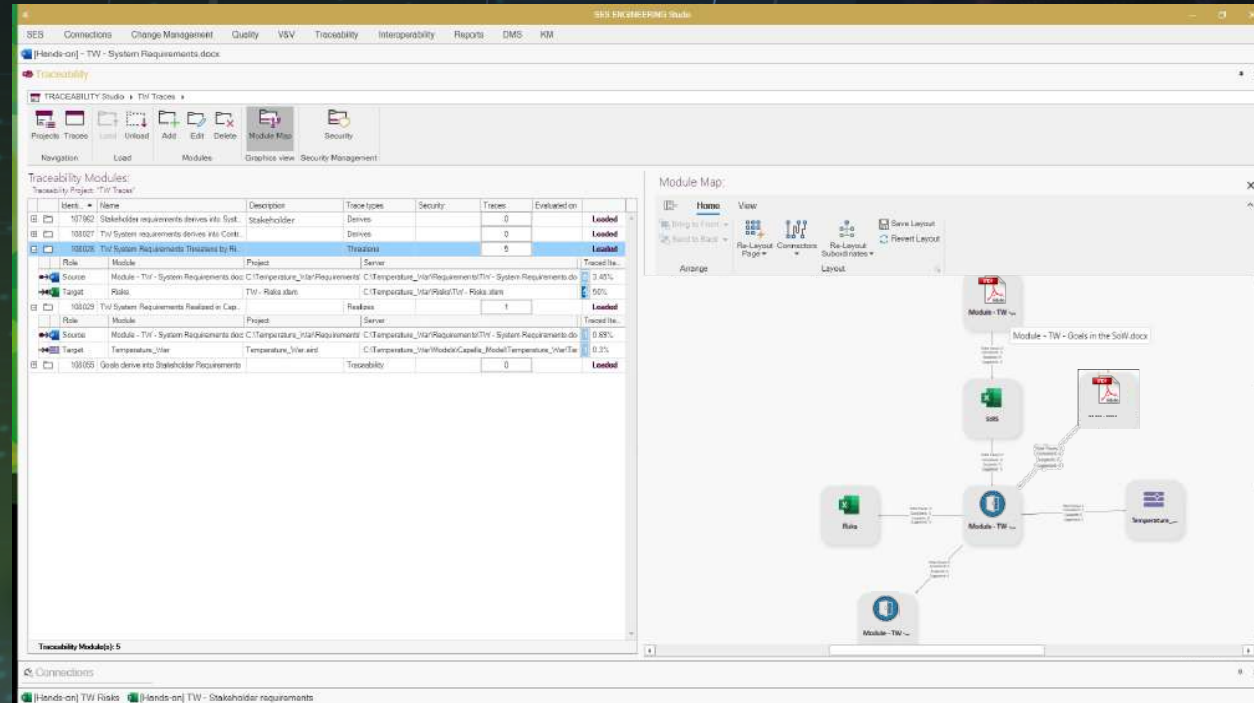 SES ENGINEERING Studio
SES Connections Change Management Quality V&V Traceability Interoperability Reports DMS KM
[Hands-on] - TW - System Requirements.docx
Traceability
TRACEABILITY Studio TW Traces
Projects Traces Load Unload Add Edit Delete Module Map Security
Navigation Load Modules Graphics view Security Management
Traceability Modules:
Traceability Project: "TW Traces"
Identi... Name Description Trace types Security Traces Evaluated on
107962 Stakeholder requirements derives into Syst... Stakeholder Derives 0 Loaded
108027 TW System requirements derives into Contr... Derives 0 Loaded
108028 TW System Requirements Threatens by Ri... Threatens 5 Loaded
Role Module Project Server Traced Ite...
Source Module - TW - System Requirements.doc C:\Temperature_War\Requirements\ C:\Temperature_War\Requirements\TW - System Requirements.do 3.45%
Target Risks TW - Risks.xlsm C:\Temperature_War\Risks\TW - Risks.xlsm 50%
108029 TW System Requirements Realized in Cap... Realizes 1 Loaded
Role Module Project Server Traced Ite...
Source Module - TW - System Requirements.doc C:\Temperature_War\Requirements\ C:\Temperature_War\Requirements\TW - System Requirements.do 0.69%
Target Temperature_War Temperature_War.aird C:\Temperature_War\Models\Capella_Model\Temperature_War\Te 0.3%
108055 Goals derive into Stakeholder Requirements Traceability 0 Loaded
Traceability Module(s): 5
Module Map:
Home View
Bring to Front
Send to Back
Re-Layout Page Connectors Re-Layout Subordinates
Save Layout
Revert Layout
Arrange Layout
Module - TW -...
Module - TW - Goals in the SoW.docx
StRS
Risks
Module - TW -...
Temperature_...
Module - TW -...
Connections
[Hands-on] TW Risks [Hands-on] TW - Stakeholder requirements